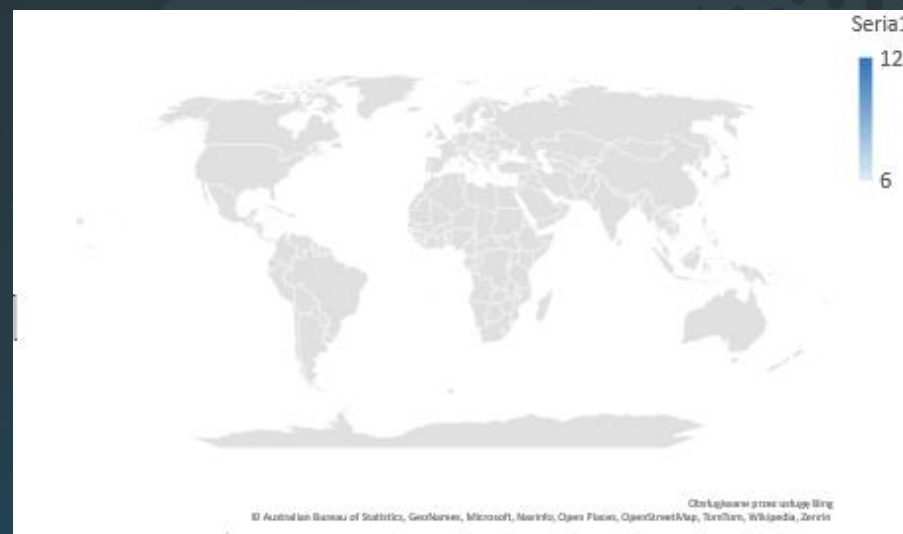 Seria1
12
6
Obsługiwane przez usługę Bing
© Australian Bureau of Statistics, GeoNames, Microsoft, Navinfo, Open Places, OpenStreetMap, TomTom, Wikipedia, Zenrin